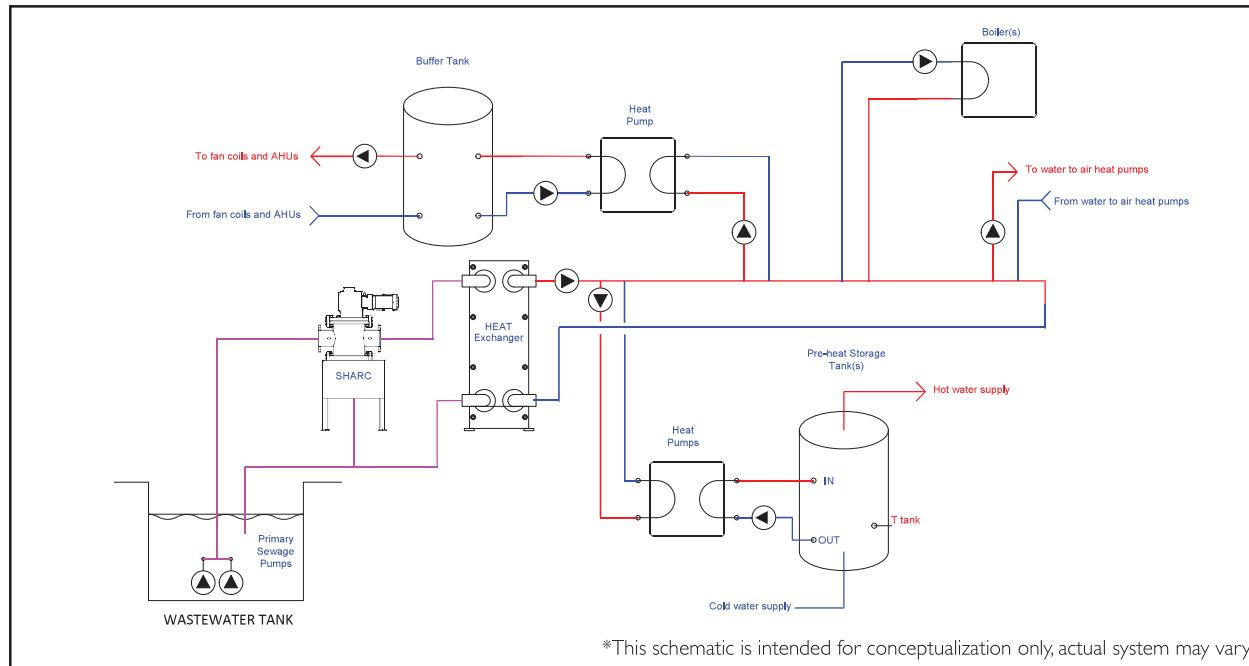 Boiler(s)
Buffer Tank
Heat
Pump
To fan coils and AHUs
To water to air heat pumps
From water to air heat pumps
From fan coils and AHUs
HEAT
Exchanger
SHARC
Pre-heat Storage
Tank(s)
Hot water supply
Heat
Pumps
IN
T tank
OUT
Primary
Sewage
Pumps
Cold water supply
WASTEWATER TANK
*This schematic is intended for conceptualization only, actual system may vary